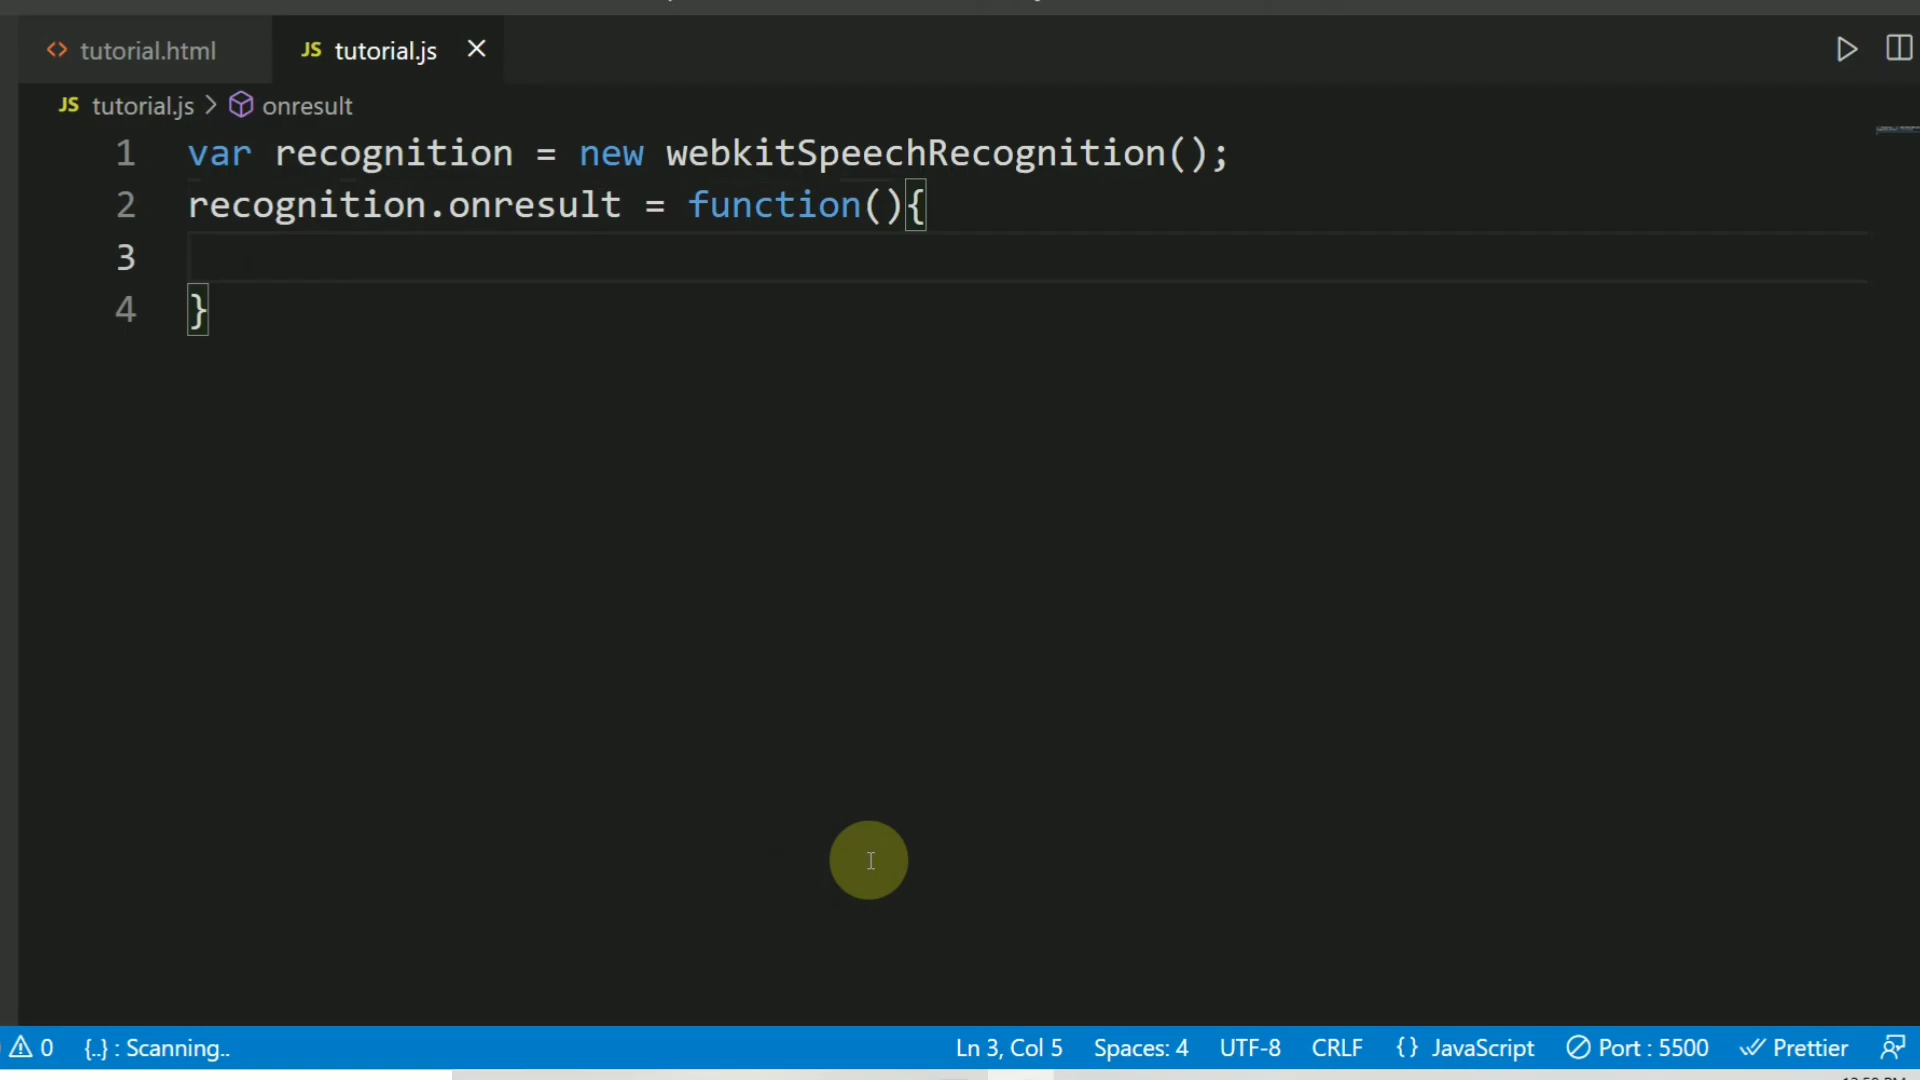 <> tutorial.html JS tutorial.js ×
JS tutorial.js > onresult
1 var recognition = new webkitSpeechRecognition();
2 recognition.onresult = function(){
3
4 }
0 {..} : Scanning.. Ln 3, Col 5 Spaces: 4 UTF-8 CRLF {} JavaScript Port : 5500 Prettier